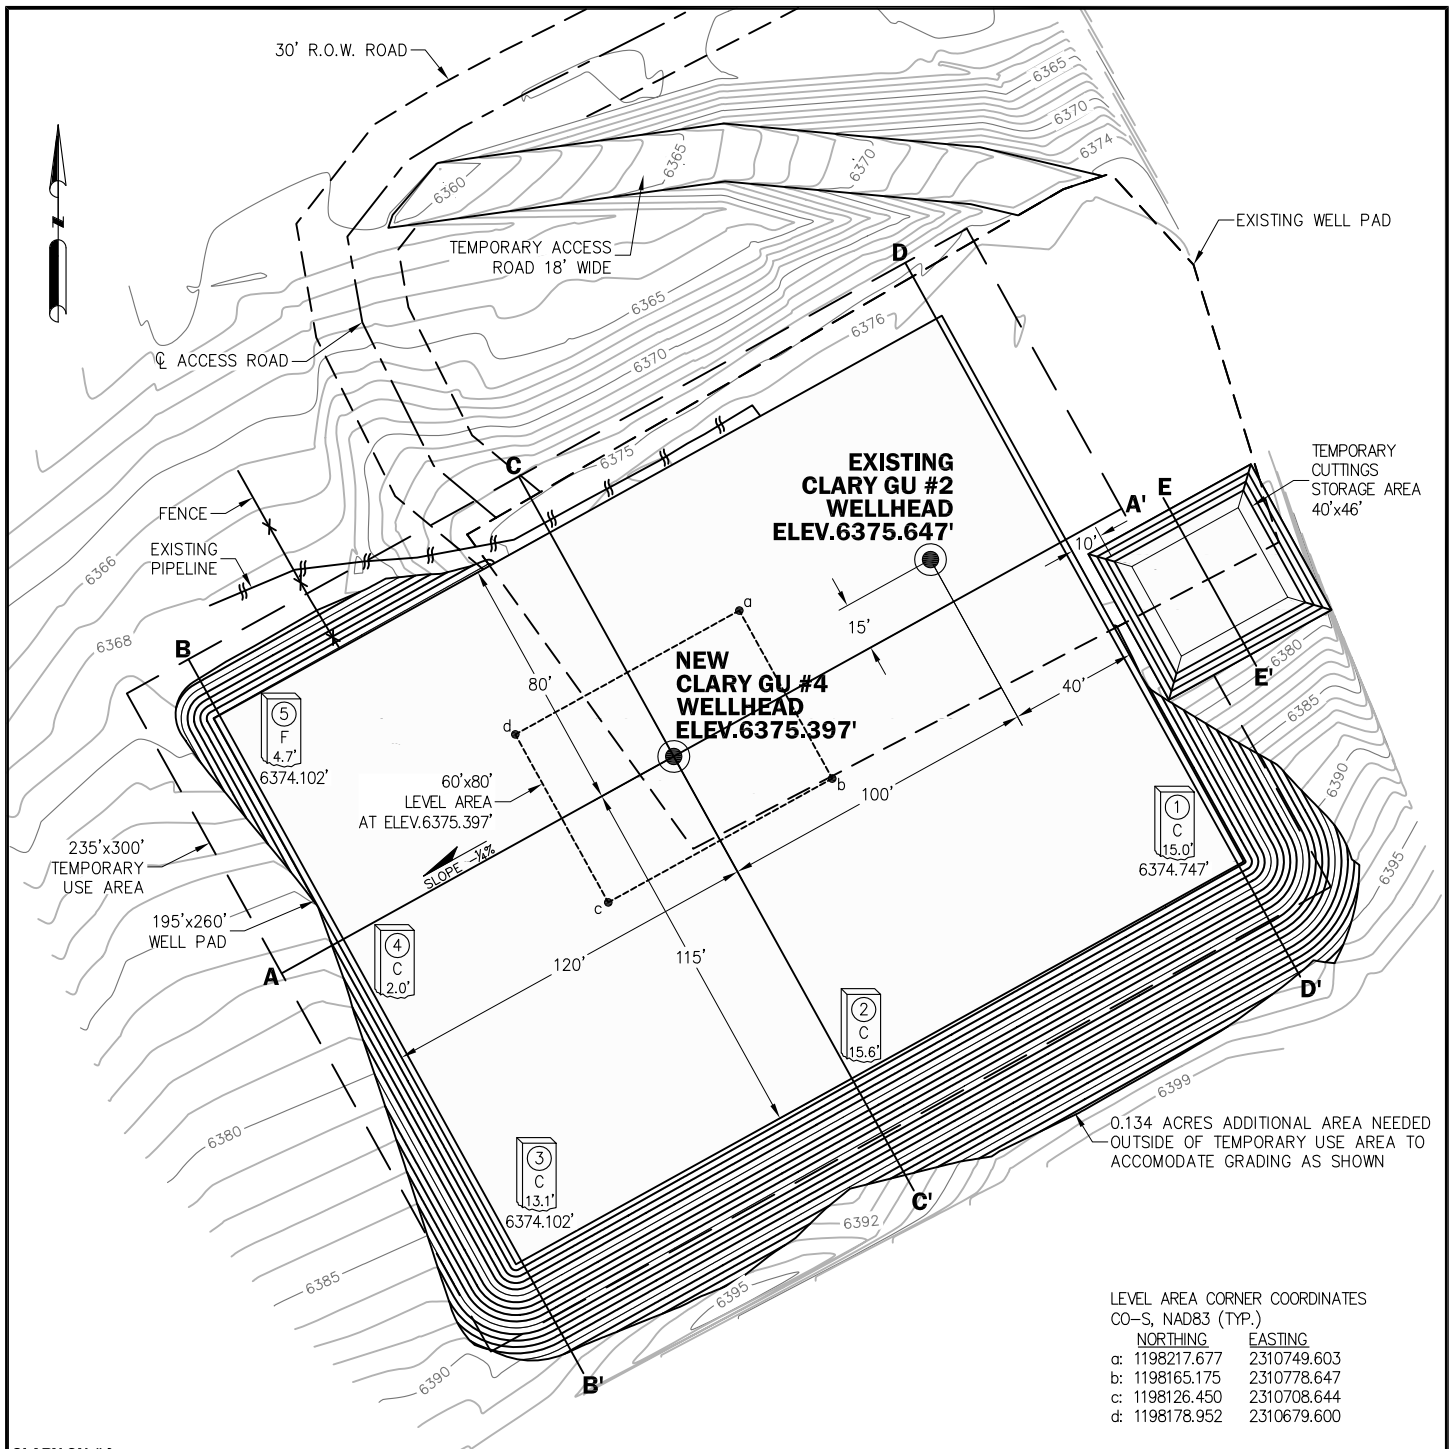 30' R.O.W. ROAD
6365
6370
6374
6360
6365
6370
EXISTING WELL PAD
TEMPORARY ACCESS
ROAD 18' WIDE
D
6365
6376
℄ ACCESS ROAD
6370
TEMPORARY
CUTTINGS
STORAGE AREA
40'x46'
C
6375
EXISTING
CLARY GU #2
WELLHEAD
ELEV.6375.647'
A'
E
FENCE
EXISTING
PIPELINE
10'
6366
6368
B
a
15'
NEW
CLARY GU #4
WELLHEAD
ELEV.6375.397'
80'
40'
6380
E'
6385
d
5
F
4.7'
6374.102'
60'x80'
LEVEL AREA
AT ELEV.6375.397'
b
100'
6390
1
C
15.0'
6374.747'
235'x300'
TEMPORARY
USE AREA
SLOPE -¼%
6395
c
195'x260'
WELL PAD
4
C
2.0'
A
120'
115'
2
C
15.6'
D'
6380
6399
0.134 ACRES ADDITIONAL AREA NEEDED
OUTSIDE OF TEMPORARY USE AREA TO
ACCOMODATE GRADING AS SHOWN
3
C
13.1'
6374.102'
C'
6392
6385
6395
6390
B'
LEVEL AREA CORNER COORDINATES
CO-S, NAD83 (TYP.)
NORTHING EASTING
a: 1198217.677 2310749.603
b: 1198165.175 2310778.647
c: 1198126.450 2310708.644
d: 1198178.952 2310679.600